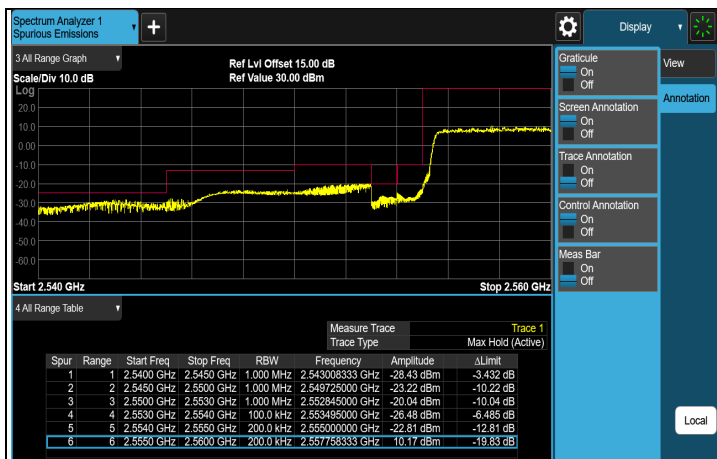 Spectrum Analyzer 1
Spurious Emissions
Display
3 All Range Graph
Scale/Div 10.0 dB
Ref Lvl Offset 15.00 dB
Ref Value 30.00 dBm
Log
20.0
10.0
0.00
-10.0
-20.0
-30.0
-40.0
-50.0
-60.0
Start 2.540 GHz Stop 2.560 GHz
4 All Range Table
Measure Trace Trace 1
Trace Type Max Hold (Active)
Spur Range Start Freq Stop Freq RBW Frequency Amplitude ΔLimit
1 1 2.5400 GHz 2.5450 GHz 1.000 MHz 2.543008333 GHz -28.43 dBm -3.432 dB
2 2 2.5450 GHz 2.5500 GHz 1.000 MHz 2.549725000 GHz -23.22 dBm -10.22 dB
3 3 2.5500 GHz 2.5530 GHz 1.000 MHz 2.552845000 GHz -20.04 dBm -10.04 dB
4 4 2.5530 GHz 2.5540 GHz 100.0 kHz 2.553495000 GHz -26.48 dBm -6.485 dB
5 5 2.5540 GHz 2.5550 GHz 200.0 kHz 2.555000000 GHz -22.81 dBm -12.81 dB
6 6 2.5550 GHz 2.5600 GHz 200.0 kHz 2.557758333 GHz 10.17 dBm -19.83 dB
Graticule
On
Off
Screen Annotation
On
Off
Trace Annotation
On
Off
Control Annotation
On
Off
Meas Bar
On
Off
View
Annotation
Local